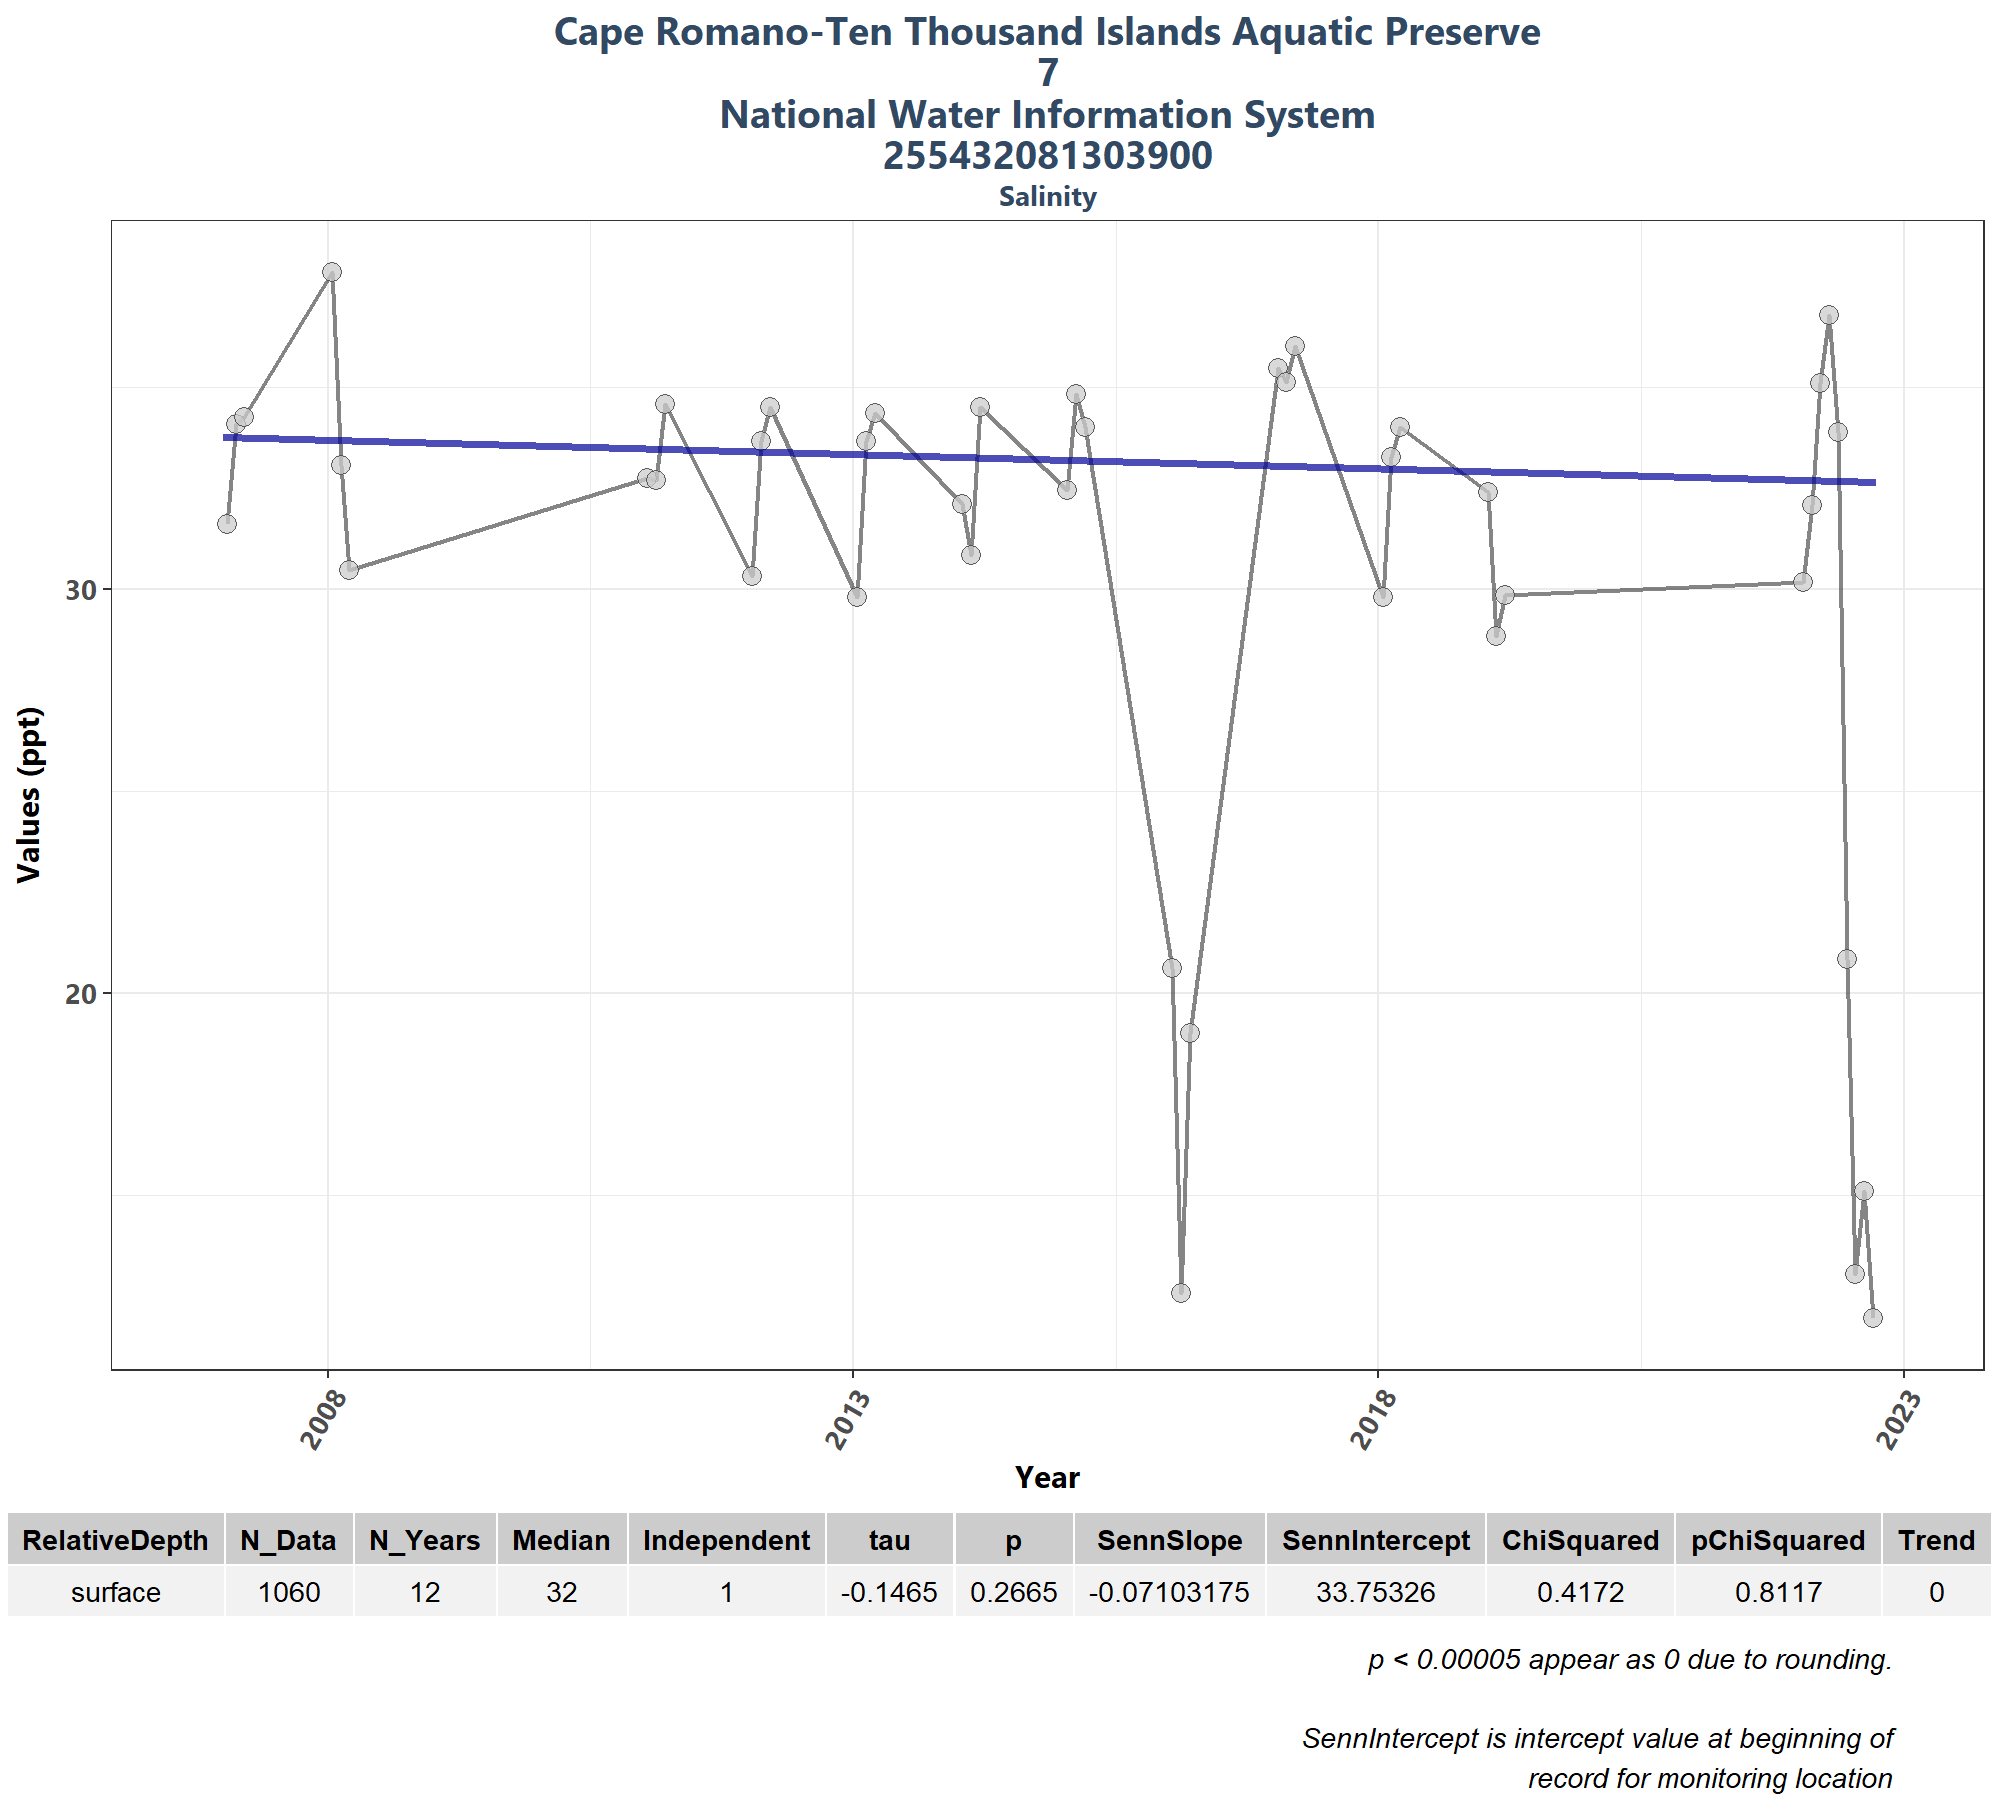 Cape Romano-Ten Thousand Islands Aquatic Preserve
7
National Water Information System
255432081303900
Salinity
Values (ppt)
30
20
2008 2013 2018 2023
Year
RelativeDepth N_Data N_Years Median Independent tau p SennSlope SennIntercept ChiSquared pChiSquared Trend
surface 1060 12 32 1 -0.1465 0.2665 -0.07103175 33.75326 0.4172 0.8117 0
p < 0.00005 appear as 0 due to rounding.
SennIntercept is intercept value at beginning of
record for monitoring location